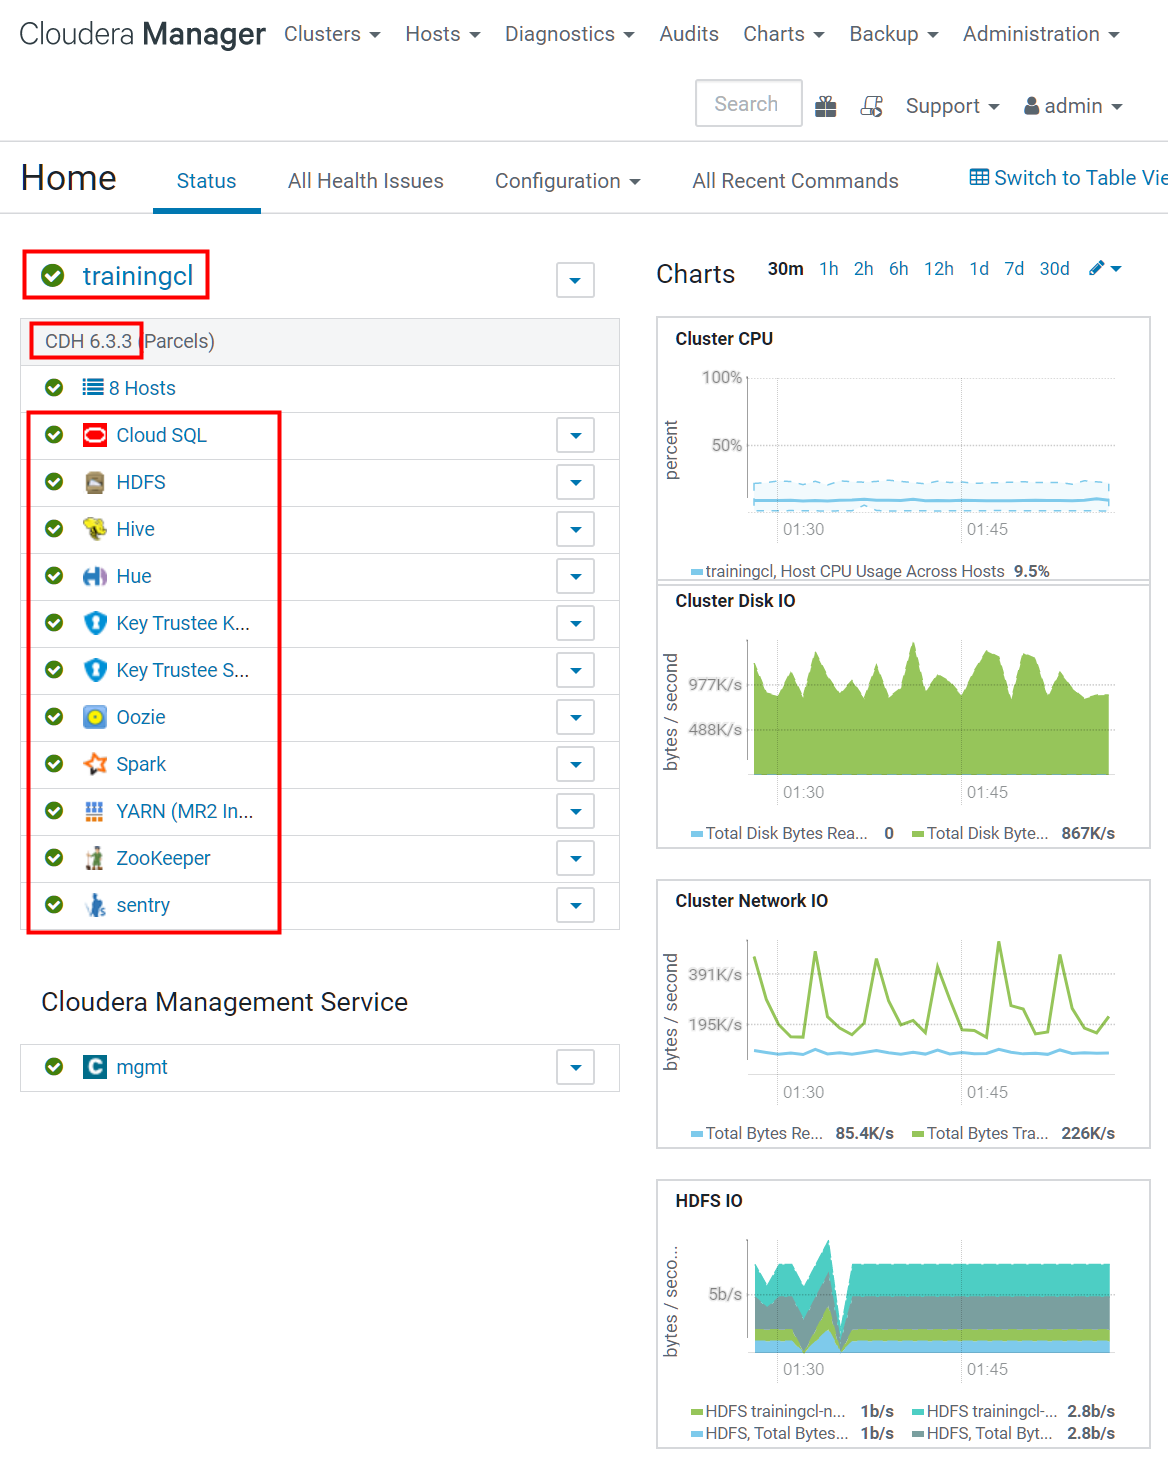 Cloudera Manager Clusters Hosts Diagnostics Audits Charts Backup Administration
Search Support admin
Home Status All Health Issues Configuration All Recent Commands Switch to Table Vie
trainingcl
CDH 6.3.3 (Parcels)
8 Hosts
Cloud SQL
HDFS
Hive
Hue
Key Trustee K...
Key Trustee S...
Oozie
Spark
YARN (MR2 In...
ZooKeeper
sentry
Cloudera Management Service
mgmt
Charts 30m 1h 2h 6h 12h 1d 7d 30d
Cluster CPU
percent
100%
50%
01:30 01:45
trainingcl, Host CPU Usage Across Hosts 9.5%
Cluster Disk IO
bytes / second
977K/s
488K/s
01:30 01:45
Total Disk Bytes Rea... 0 Total Disk Byte... 867K/s
Cluster Network IO
bytes / second
391K/s
195K/s
01:30 01:45
Total Bytes Re... 85.4K/s Total Bytes Tra... 226K/s
HDFS IO
bytes / seco...
5b/s
01:30 01:45
HDFS trainingcl-n... 1b/s HDFS trainingcl-... 2.8b/s
HDFS, Total Bytes... 1b/s HDFS, Total Byt... 2.8b/s